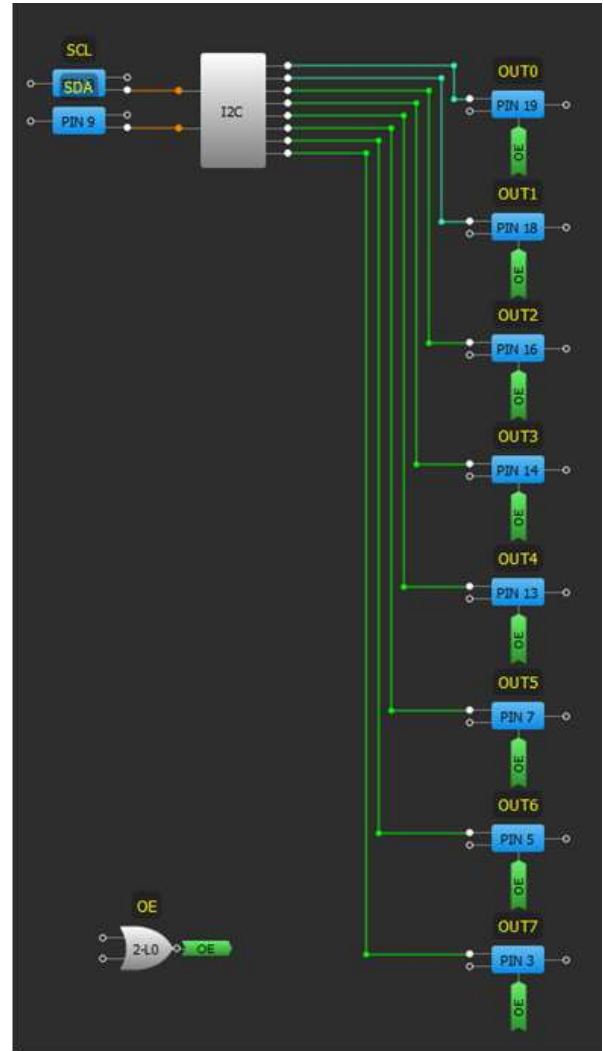 SCL
SDA
PIN 9
I2C
OUT0
PIN 19
OE
OUT1
PIN 18
OE
OUT2
PIN 16
OE
OUT3
PIN 14
OE
OUT4
PIN 13
OE
OUT5
PIN 7
OE
OUT6
PIN 5
OE
OUT7
PIN 3
OE
OE
2-L0
OE